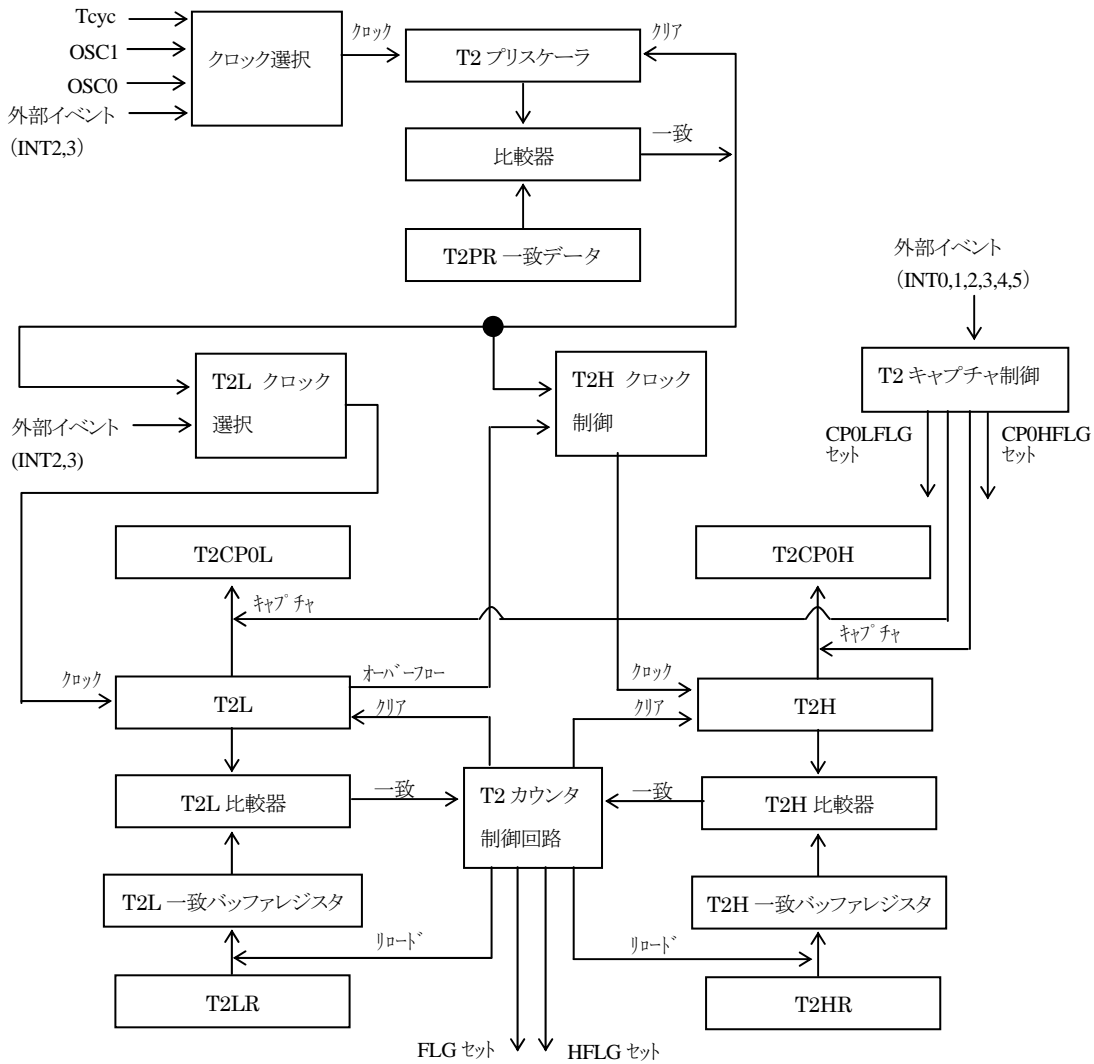 Tcyc
OSC1
OSC0
外部イベント
(INT2,3)
クロック選択
クロック
T2 プリスケーラ
クリア
比較器
一致
T2PR 一致データ
外部イベント
(INT0,1,2,3,4,5)
T2L クロック
選択
外部イベント
(INT2,3)
T2H クロック
制御
T2 キャプチャ制御
CP0LFLG
セット
CP0HFLG
セット
T2CP0L
T2CP0H
キャプチャ
キャプチャ
クロック
T2L
オーバーフロー
クリア
クロック
クリア
T2H
T2L 比較器
一致
T2 カウンタ
制御回路
一致
T2H 比較器
T2L 一致バッファレジスタ
T2H 一致バッファレジスタ
リロード
リロード
T2LR
T2HR
FLG セット
HFLG セット